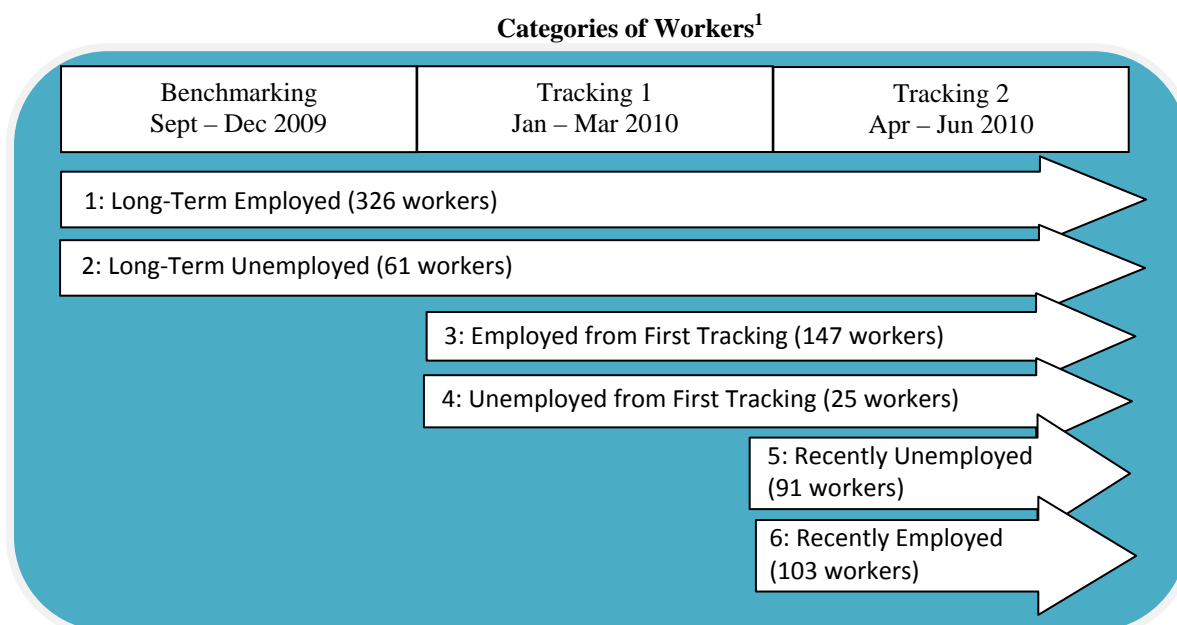 Categories of Workers¹
Benchmarking
Sept – Dec 2009
Tracking 1
Jan – Mar 2010
Tracking 2
Apr – Jun 2010
1: Long-Term Employed (326 workers)
2: Long-Term Unemployed (61 workers)
3: Employed from First Tracking (147 workers)
4: Unemployed from First Tracking (25 workers)
5: Recently Unemployed
(91 workers)
6: Recently Employed
(103 workers)